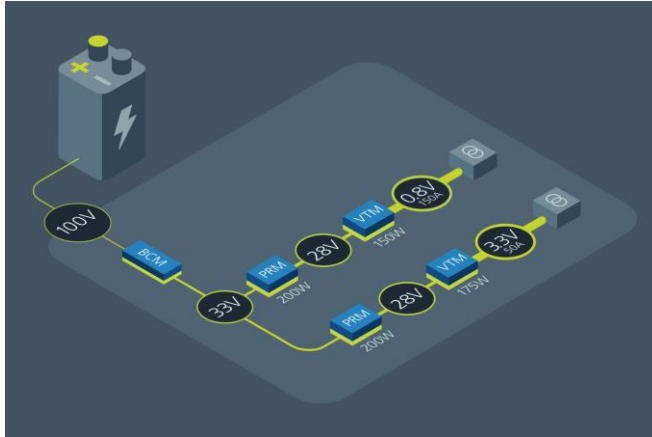 +
−
100V
BCM
33V
PRM
200W
28V
VTM
150W
0.8V
150A
PRM
200W
28V
VTM
175W
3.3V
50A